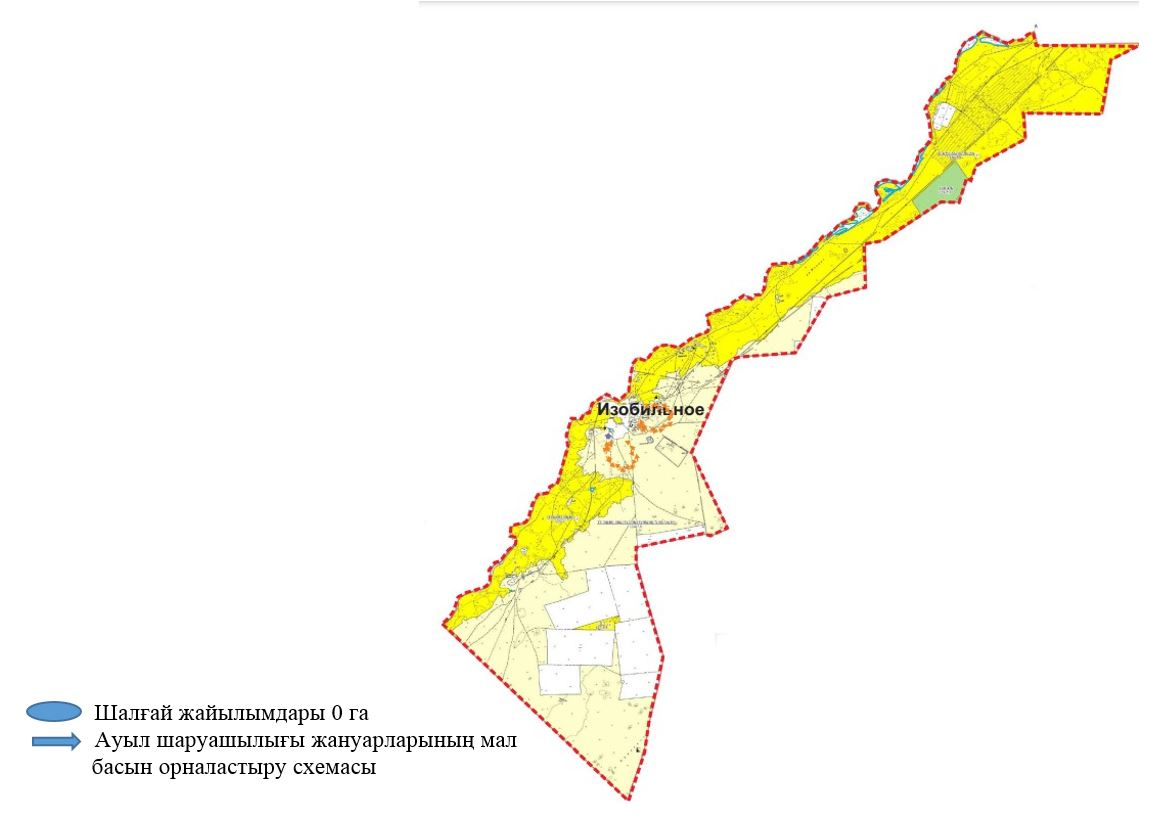 Изобильное
Шалғай жайылымдары 0 га
Ауыл шаруашылығы жануарларының мал
басын орналастыру схемасы